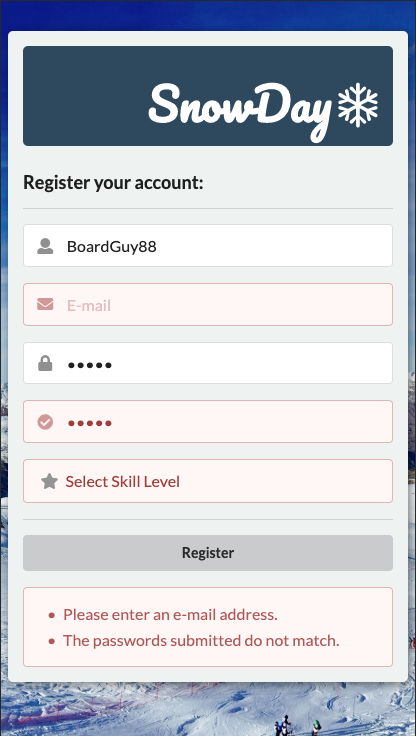 SnowDay
Register your account:
BoardGuy88
E-mail
•••••
•••••
Select Skill Level
Register
• Please enter an e-mail address.
• The passwords submitted do not match.